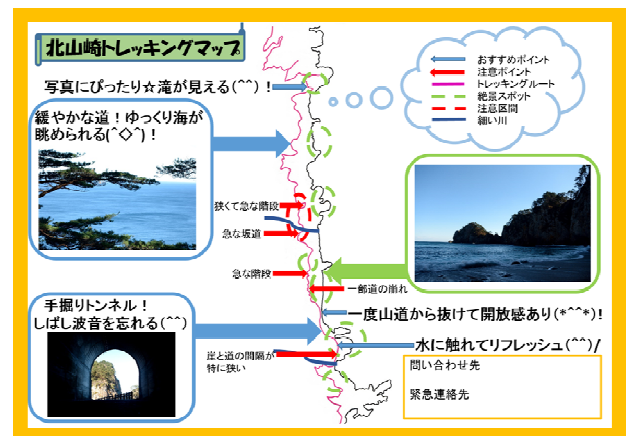 北山崎トレッキングマップ
おすすめポイント
注意ポイント
トレッキングルート
絶景スポット
注意区間
細い川
写真にぴったり☆滝が見える(^^)！
緩やかな道！ゆっくり海が
眺められる(^◇^)！
狭くて急な階段
急な坂道
急な階段
一部道の崩れ
手掘りトンネル！
しばし波音を忘れる(^^)
一度山道から抜けて開放感あり(*^^*)!
水に触れてリフレッシュ(^^)/
崖と道の間隔が
特に狭い
問い合わせ先
緊急連絡先